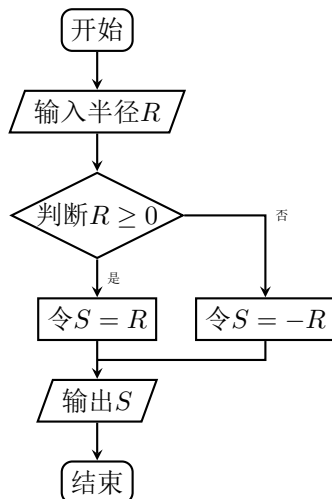 开始
输入半径R
判断R ≥ 0
否
是
令S = R
令S = −R
输出S
结束